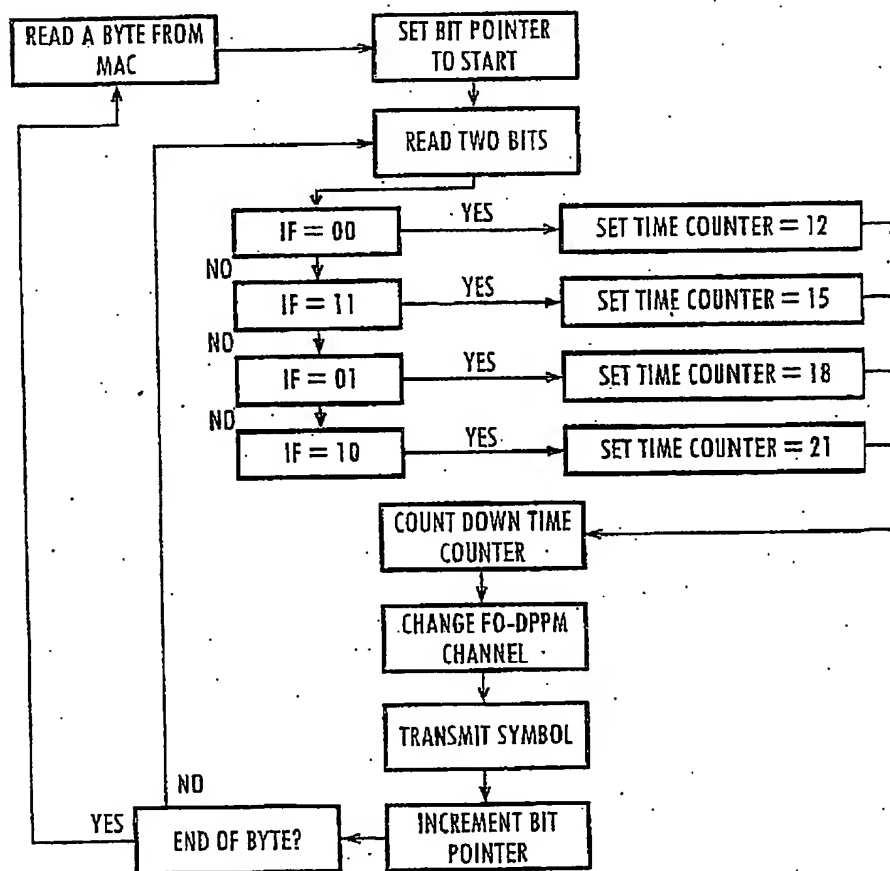 READ A BYTE FROM
MAC
SET BIT POINTER
TO START
READ TWO BITS
IF = 00
YES
SET TIME COUNTER = 12
NO
IF = 11
YES
SET TIME COUNTER = 15
NO
IF = 01
YES
SET TIME COUNTER = 18
NO
IF = 10
YES
SET TIME COUNTER = 21
COUNT DOWN TIME
COUNTER
CHANGE FO-DPPM
CHANNEL
TRANSMIT SYMBOL
INCREMENT BIT
POINTER
END OF BYTE?
NO
YES